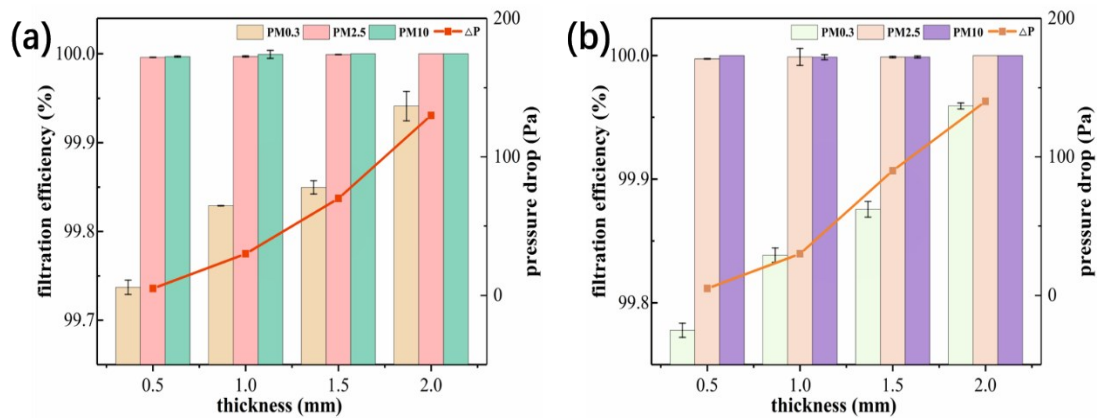 (a)
PM0.3 PM2.5 PM10 △P
filtration efficiency (%)
100.0
99.9
99.8
99.7
200
100
0
pressure drop (Pa)
0.5 1.0 1.5 2.0
thickness (mm)
(b)
PM0.3 PM2.5 PM10 △P
filtration efficiency (%)
100.0
99.9
99.8
200
100
0
pressure drop (Pa)
0.5 1.0 1.5 2.0
thickness (mm)